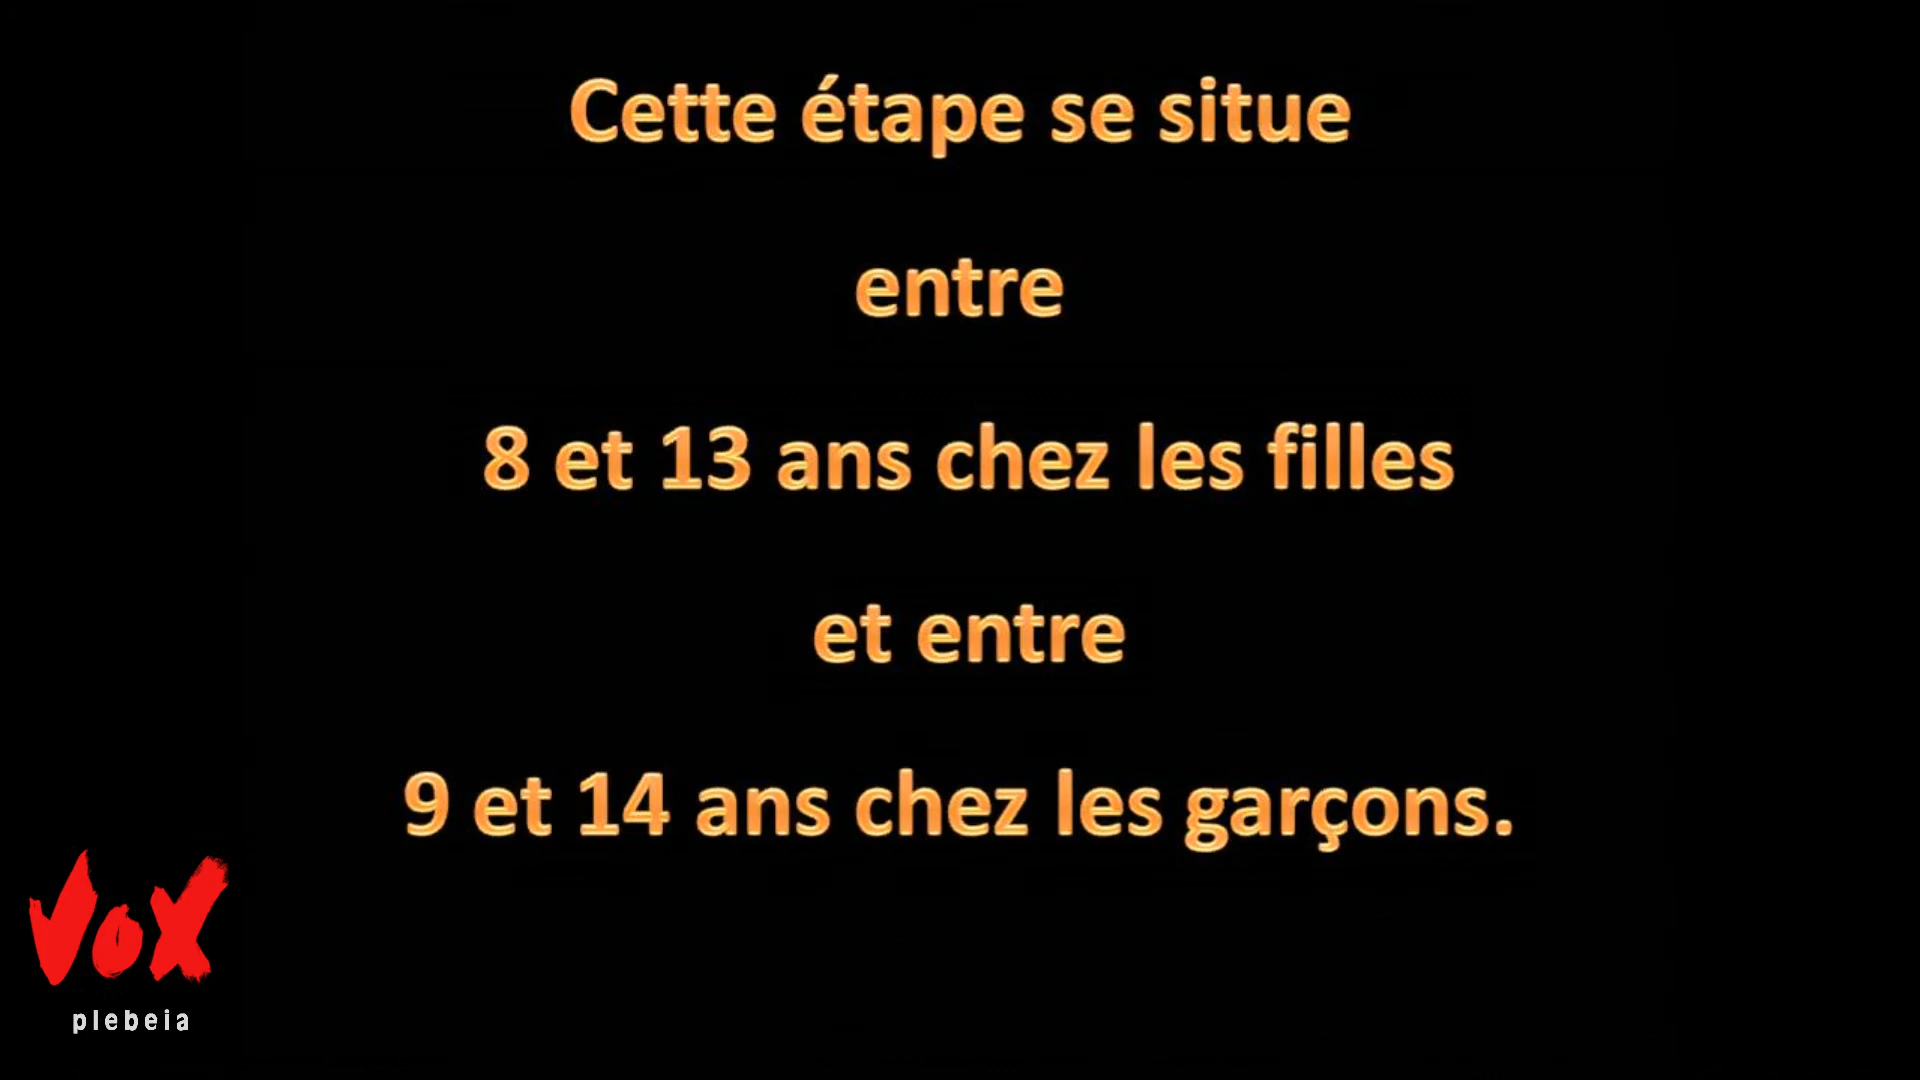 Cette étape se situe
entre
8 et 13 ans chez les filles
et entre
9 et 14 ans chez les garçons.
VoX
plebeia